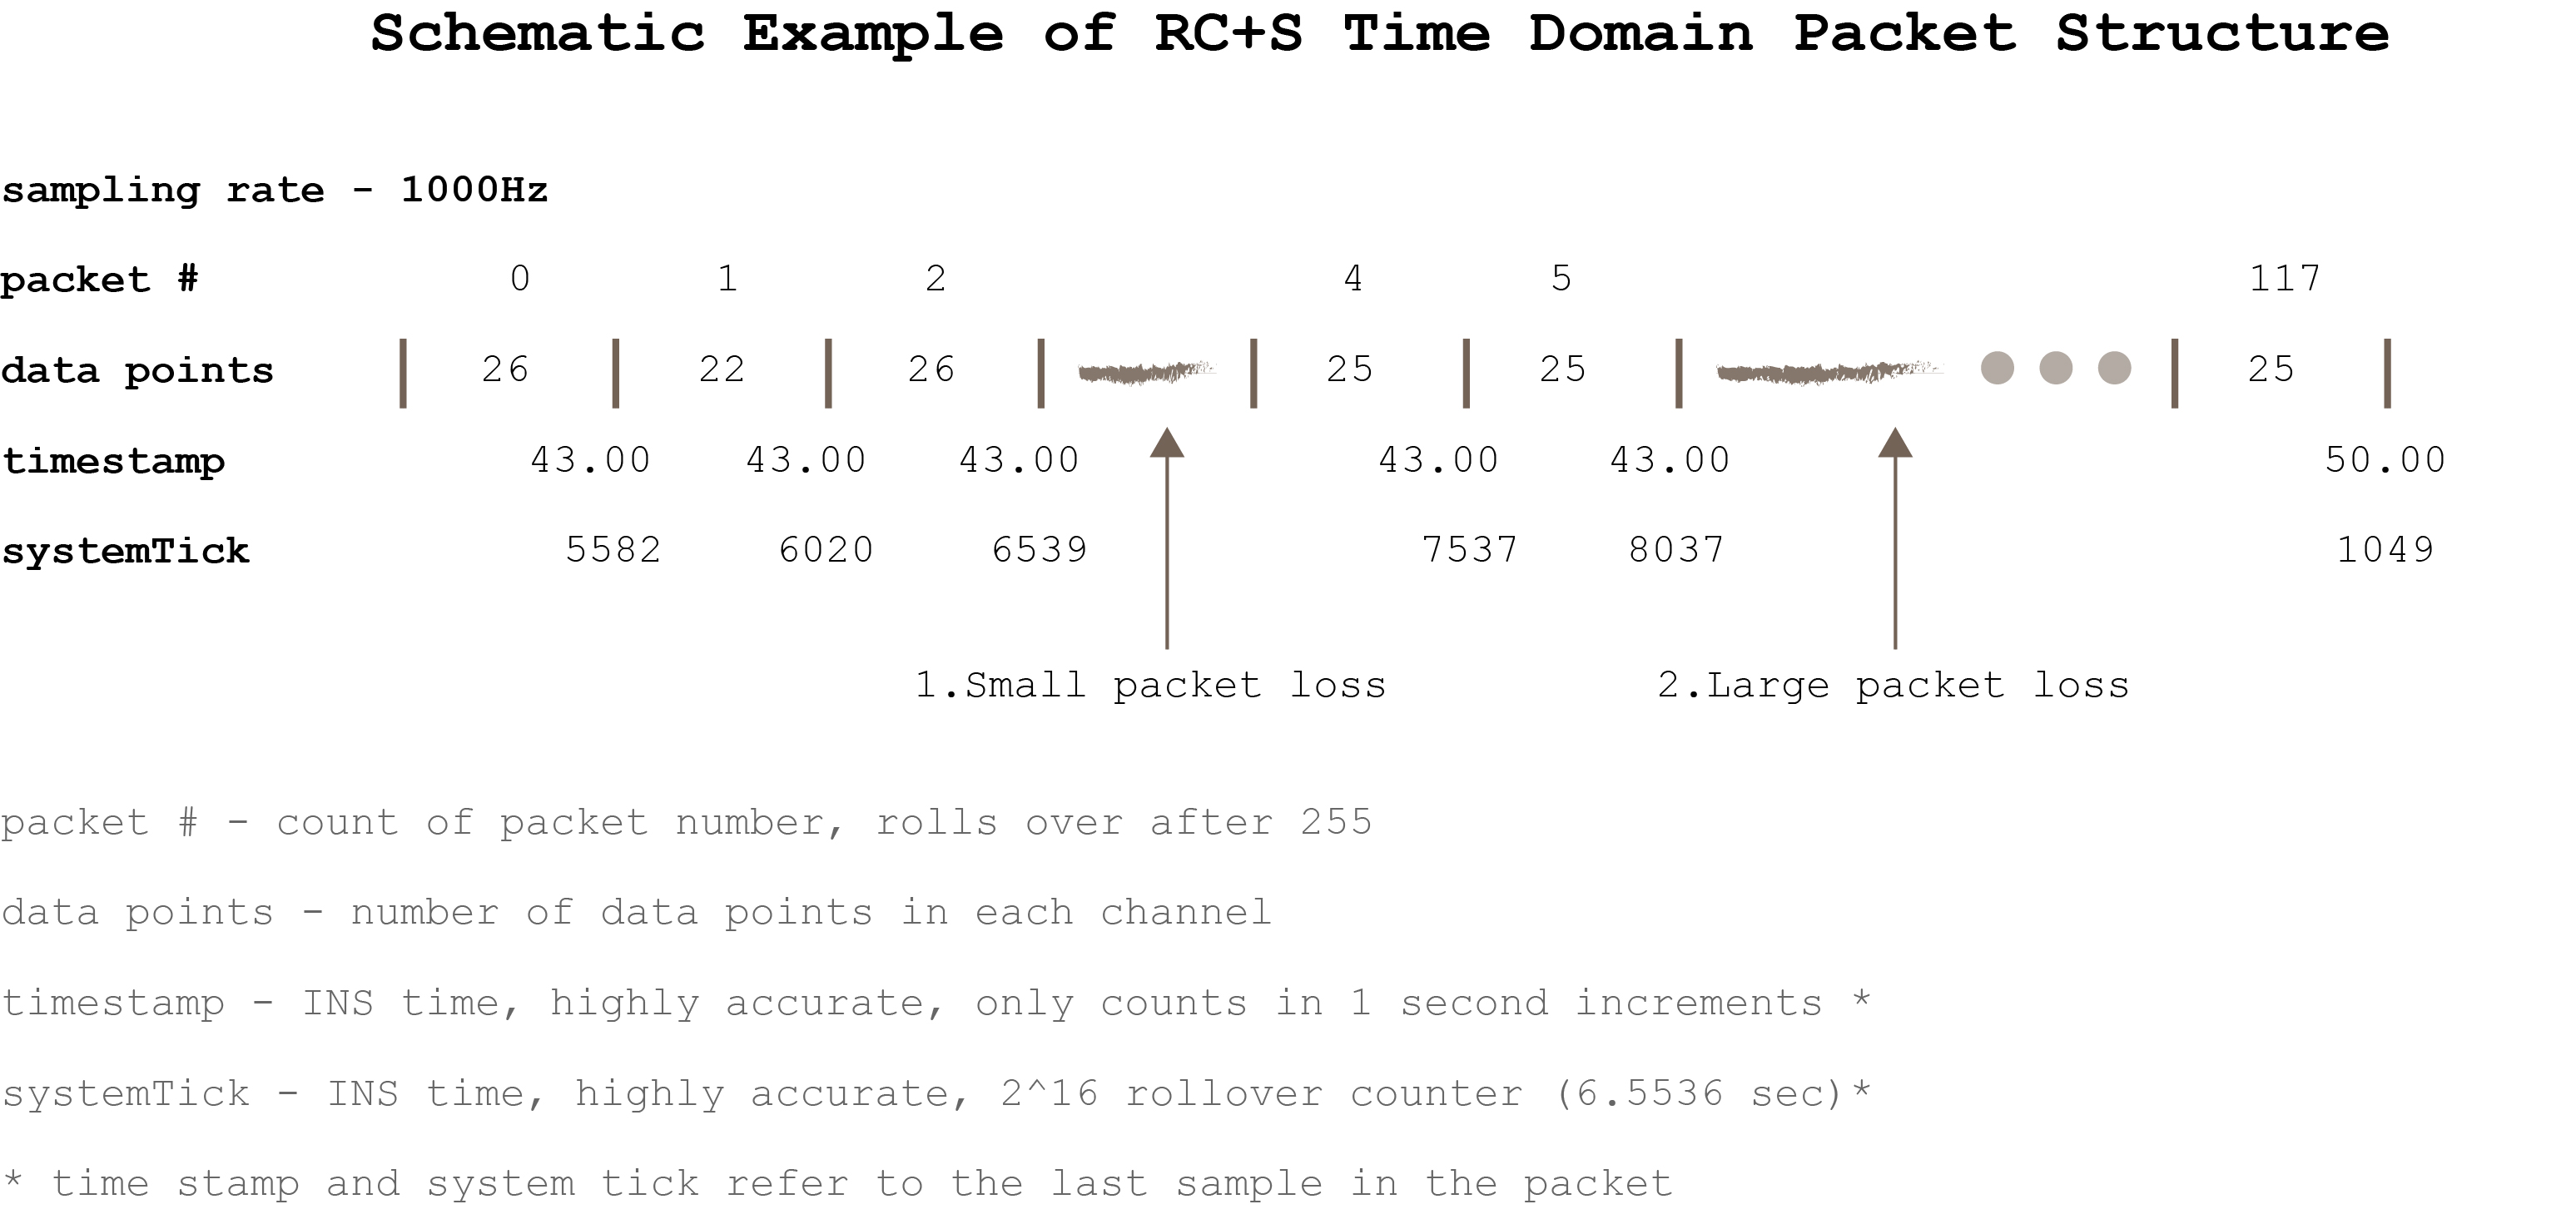 Schematic Example of RC+S Time Domain Packet Structure
sampling rate - 1000Hz
packet # 0 1 2 4 5 117
data points 26 22 26 25 25 25
timestamp 43.00 43.00 43.00 43.00 43.00 50.00
systemTick 5582 6020 6539 7537 8037 1049
1.Small packet loss 2.Large packet loss
packet # - count of packet number, rolls over after 255
data points - number of data points in each channel
timestamp - INS time, highly accurate, only counts in 1 second increments *
systemTick - INS time, highly accurate, 2^16 rollover counter (6.5536 sec)*
* time stamp and system tick refer to the last sample in the packet